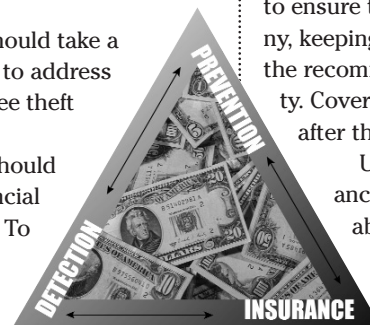 hould take a
to address
ee theft
hould
ncial
To
PREVENTION
DETECTION
INSURANCE
20
to ensure t
ny, keeping
the recomm
ty. Cover
after th
U
anc
ab